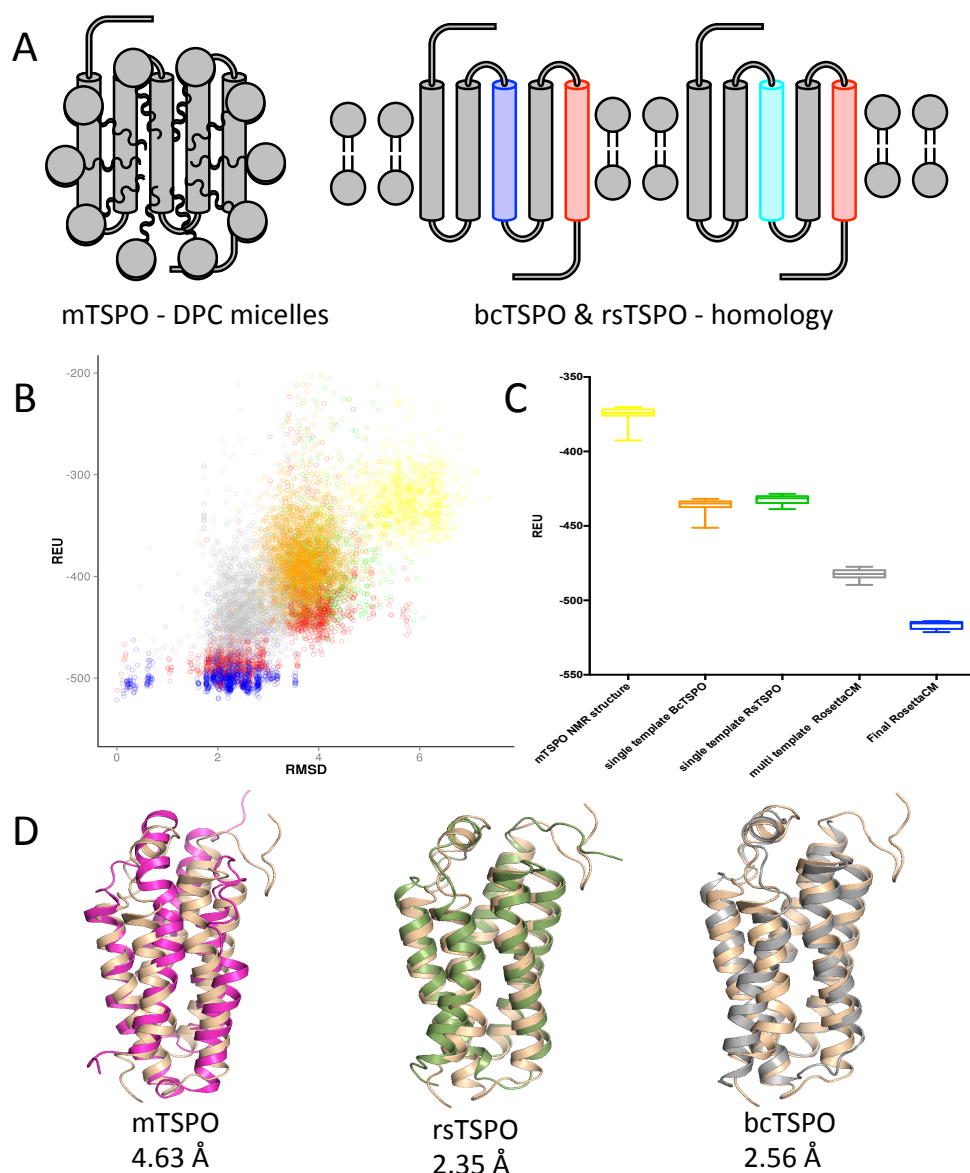 A
mTSPO - DPC micelles
bcTSPO & rsTSPO - homology
B
-200
-300
-400
-500
REU
0
2
4
6
RMSD
C
-350
-400
-450
-500
-550
REU
mTSPO NMR structure
single template BcTSPO
single template RsTSPO
multi template RosettaCM
Final RosettaCM
D
mTSPO
4.63 Å
rsTSPO
2.35 Å
bcTSPO
2.56 Å